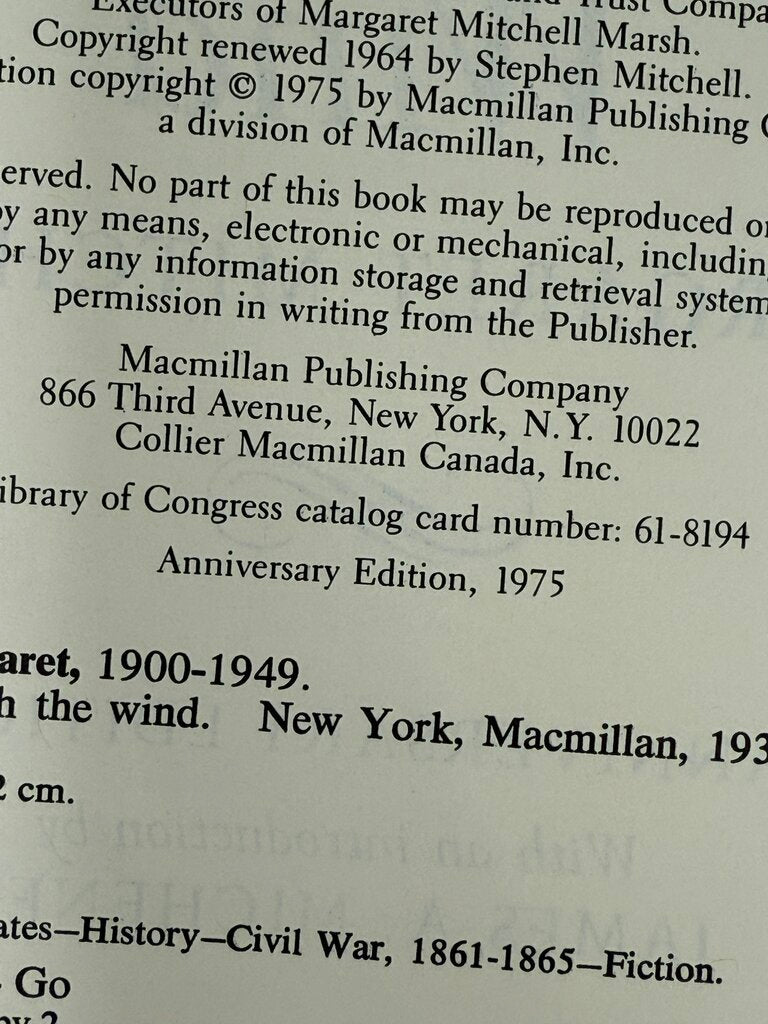 Executors of Margaret Mitchell Marsh.
Copyright renewed 1964 by Stephen Mitchell.
tion copyright © 1975 by Macmillan Publishing C
a division of Macmillan, Inc.
erved. No part of this book may be reproduced or
by any means, electronic or mechanical, includin
or by any information storage and retrieval system
permission in writing from the Publisher.
Macmillan Publishing Company
866 Third Avenue, New York, N.Y. 10022
Collier Macmillan Canada, Inc.
ibrary of Congress catalog card number: 61-8194
Anniversary Edition, 1975
aret, 1900-1949.
h the wind. New York, Macmillan, 193
2 cm.
ates—History—Civil War, 1861-1865—Fiction.
Go